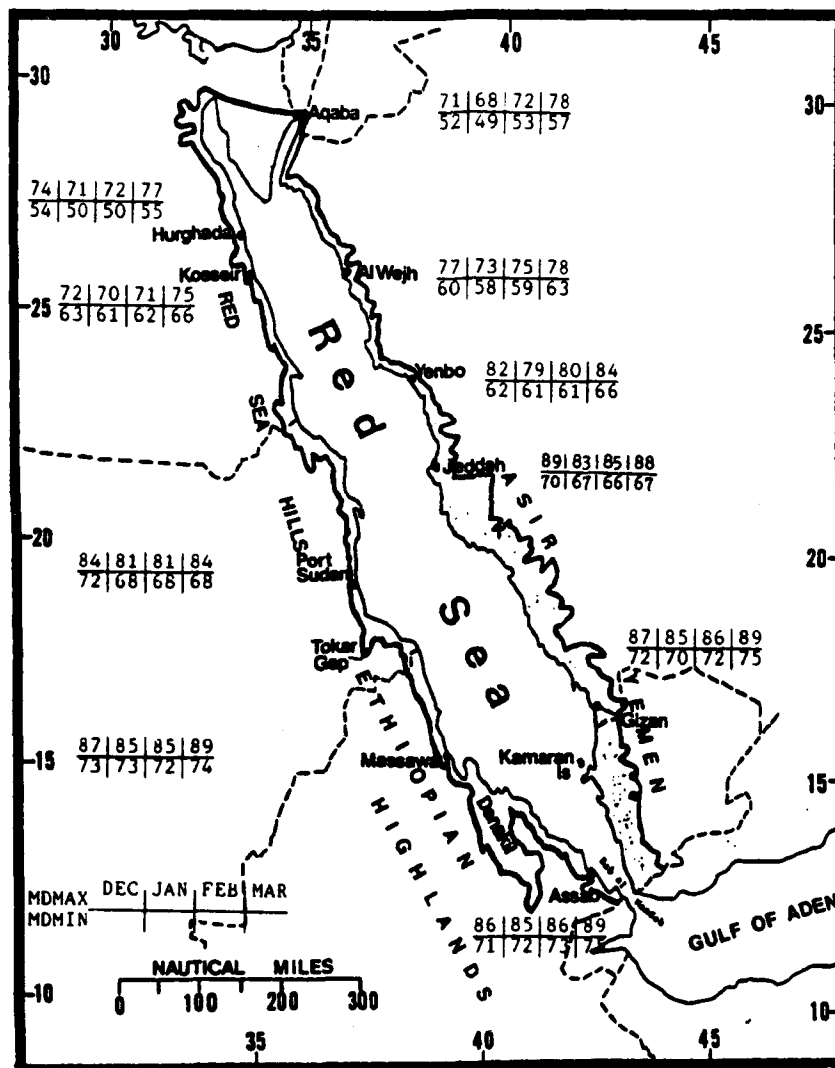 30 35 40 45
30
30
Aqaba
71 68 72 78
52 49 53 57
74 71 72 77
54 50 50 55
Hurghada
Kosseir
Al Wejh
77 73 75 78
60 58 59 63
72 70 71 75
63 61 62 66
25
25
RED
SEA
HILLS
Red
Sea
Yenbo
82 79 80 84
62 61 61 66
Jeddah
89 83 85 88
70 67 66 67
ASIR
20
20
84 81 81 84
72 68 68 68
Port
Sudan
Tokar
Gap
87 85 86 89
72 70 72 75
YEMEN
Gizan
ETHIOPIAN
HIGHLANDS
15
15
87 85 85 89
73 73 72 74
Massawa
Kamaran
Is
Danakil
Assab
86 85 86 89
71 72 73 75
GULF OF ADEN
DEC JAN FEB MAR
MDMAX
MDMIN
NAUTICAL MILES
0 100 200 300
10
10
35 40 45